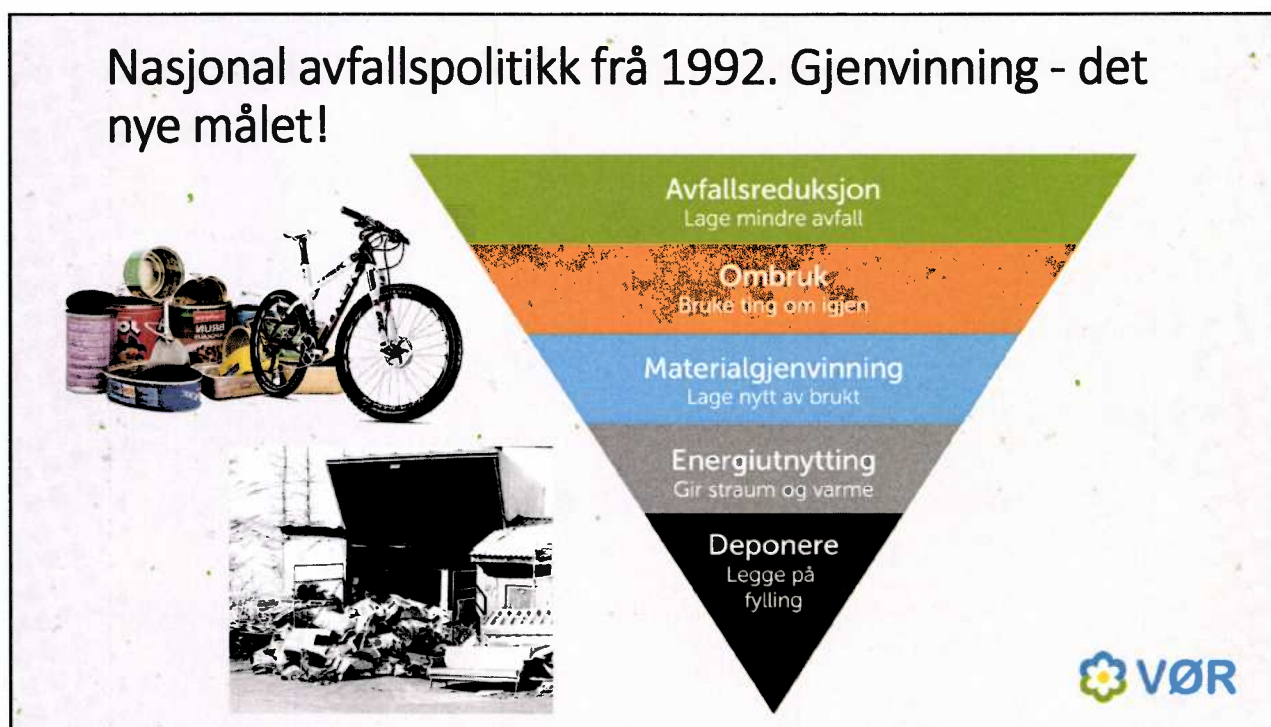 Nasjonal avfallspolitikk frå 1992. Gjenvinning - det
nye målet!
Avfallsreduksjon
Lage mindre avfall
Ombruk
Bruke ting om igjen
Materialgjenvinning
Lage nytt av brukt
Energiutnytting
Gir straum og varme
Deponere
Legge på
fylling
VØR